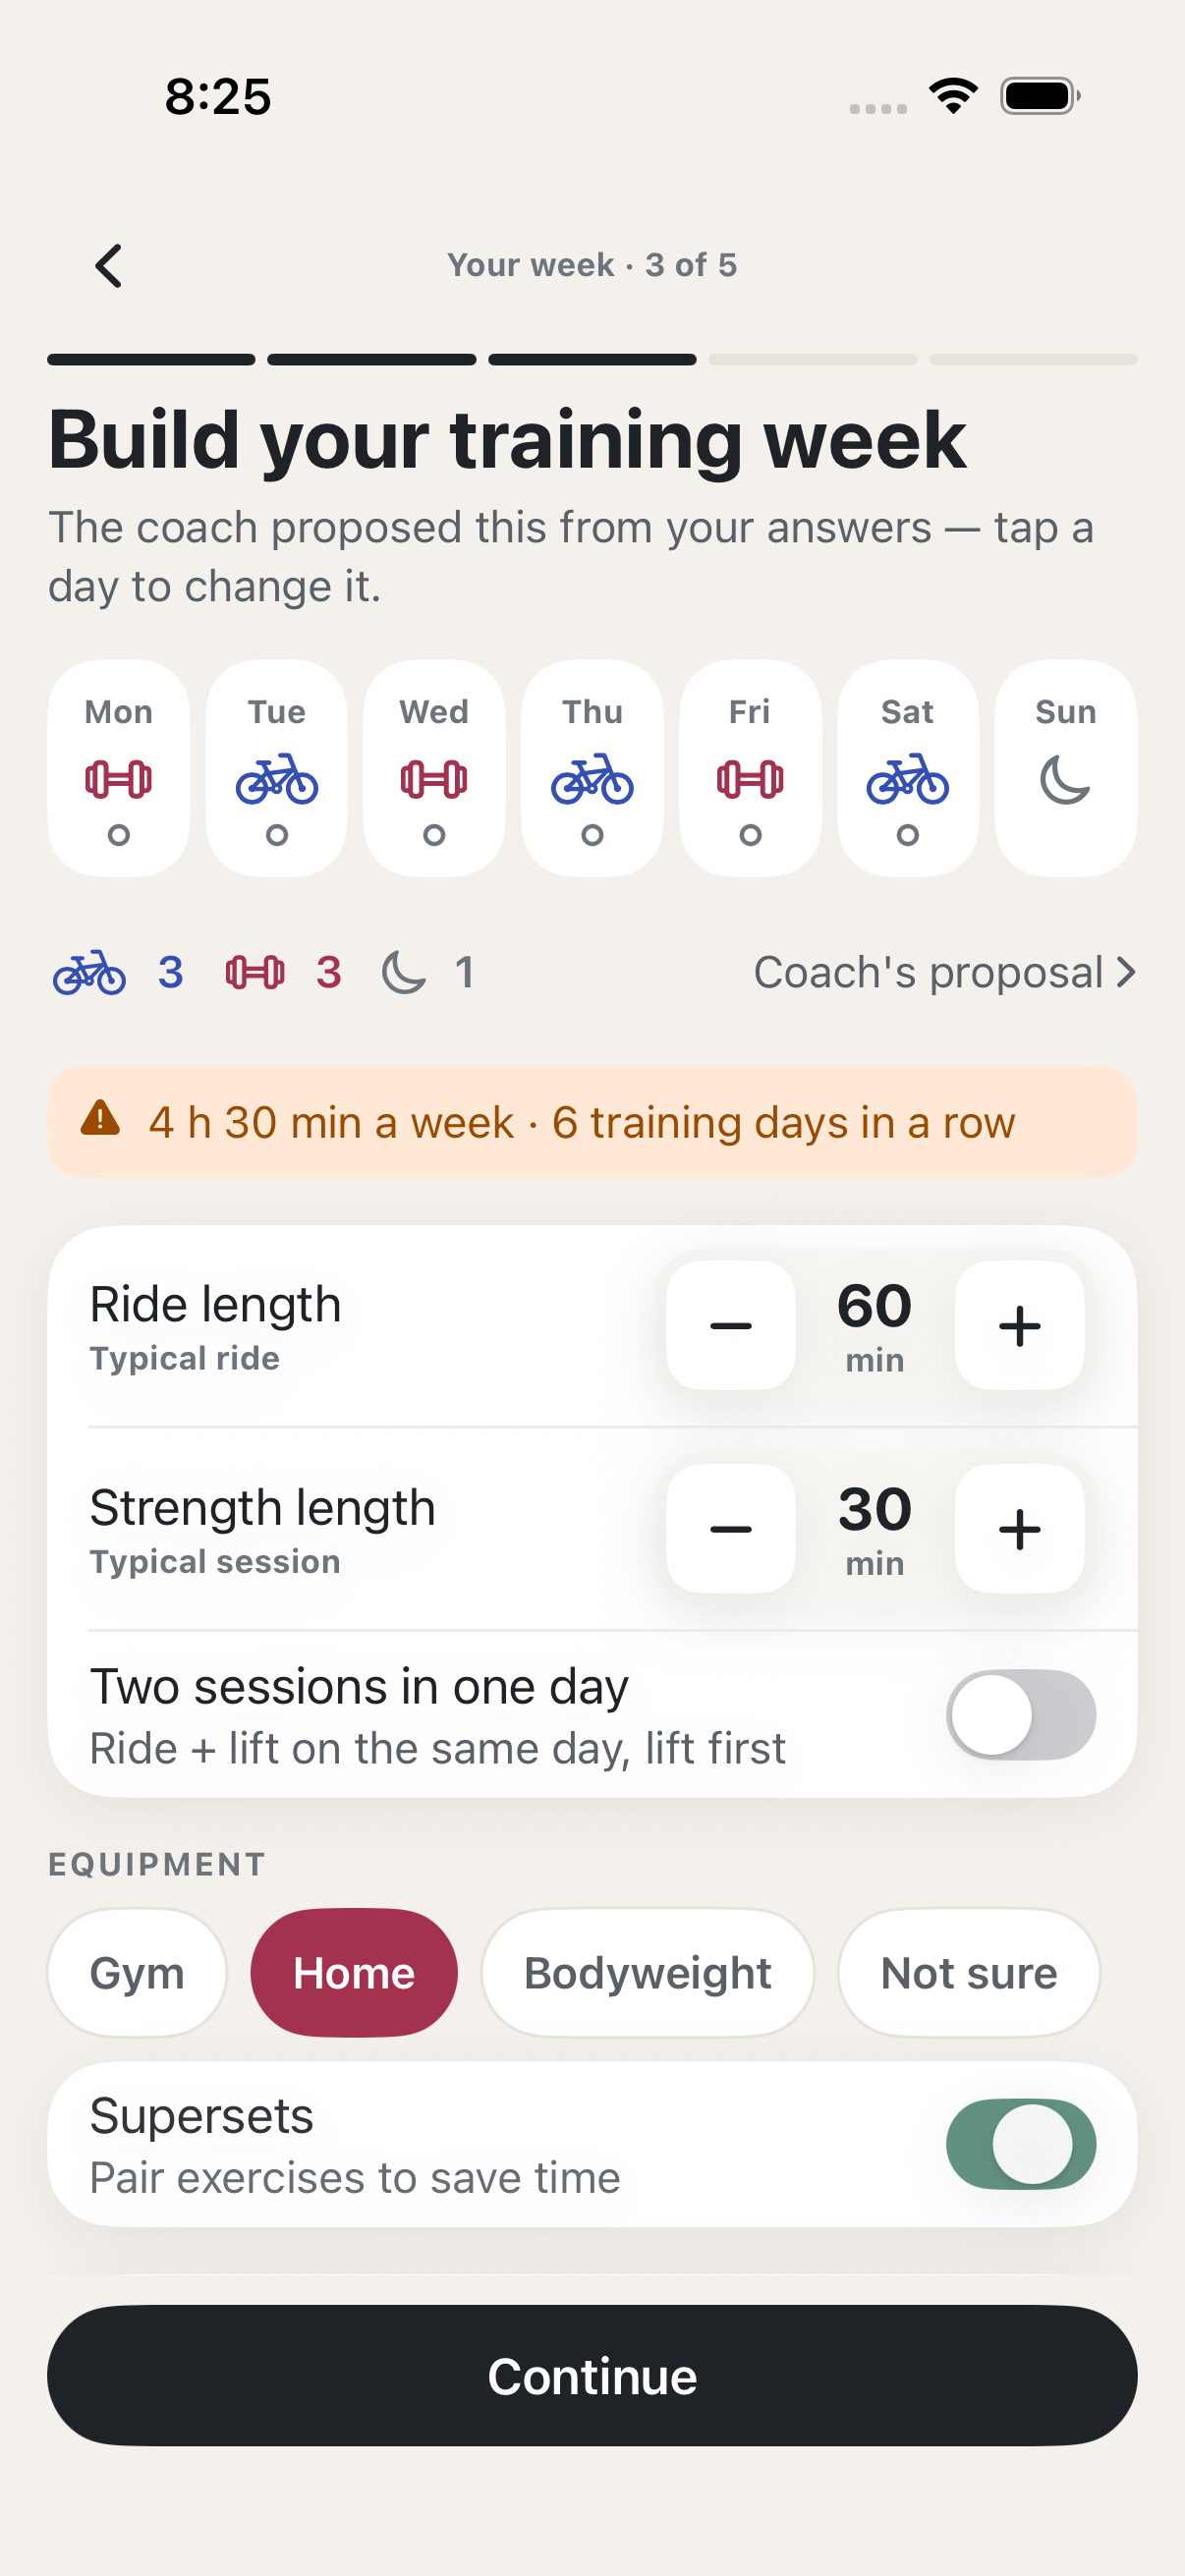 8:25
Your week · 3 of 5
Build your training week
The coach proposed this from your answers — tap a
day to change it.
Mon Tue Wed Thu Fri Sat Sun
3 3 1 Coach's proposal
4 h 30 min a week · 6 training days in a row
Ride length
Typical ride
60
min
Strength length
Typical session
30
min
Two sessions in one day
Ride + lift on the same day, lift first
EQUIPMENT
Gym Home Bodyweight Not sure
Supersets
Pair exercises to save time
Continue